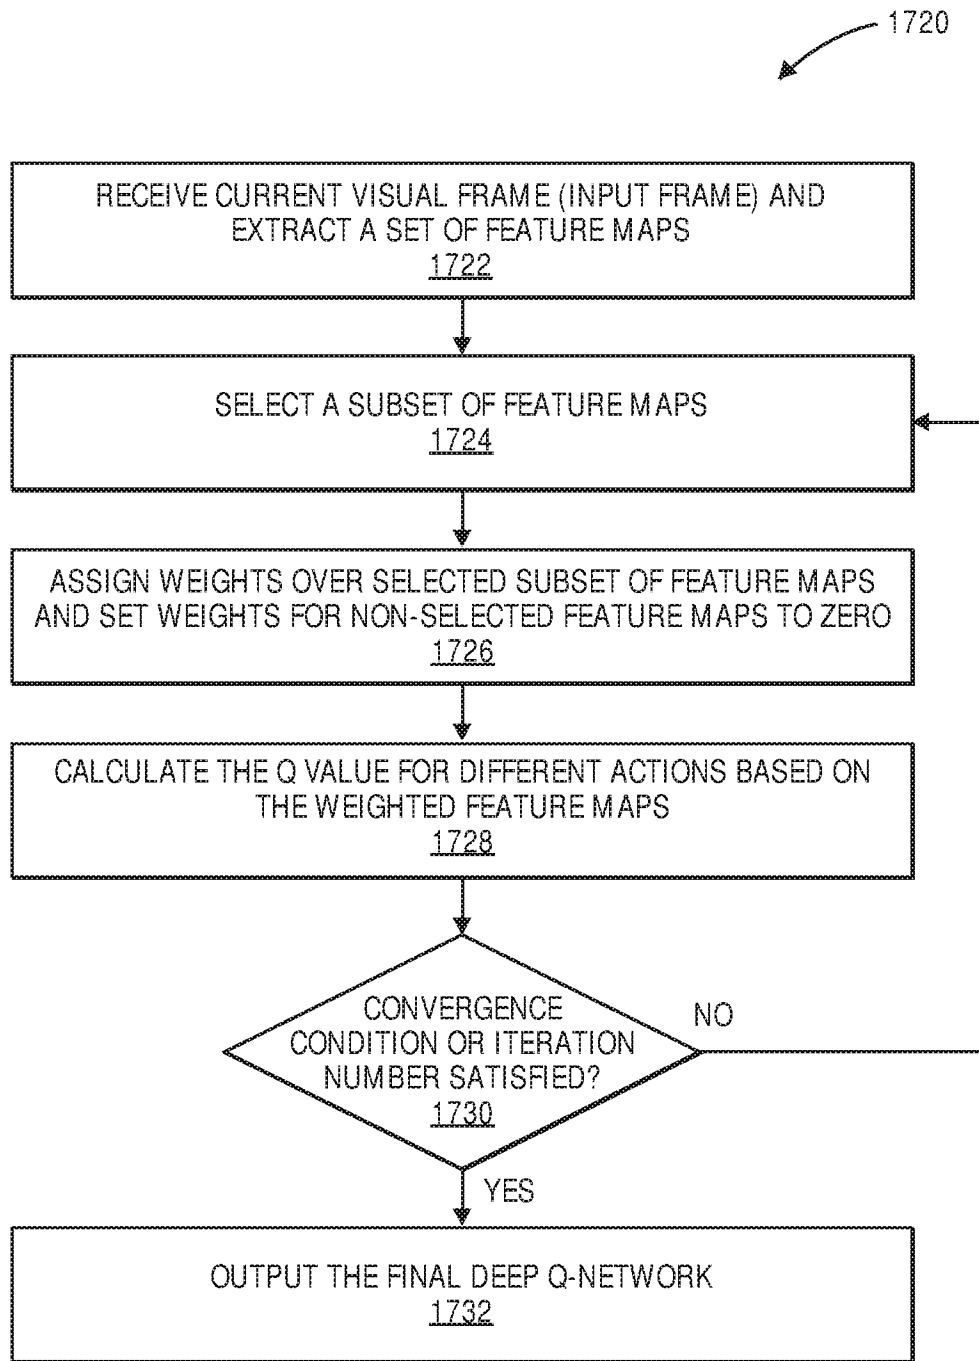 1720
RECEIVE CURRENT VISUAL FRAME (INPUT FRAME) AND
EXTRACT A SET OF FEATURE MAPS
1722
SELECT A SUBSET OF FEATURE MAPS
1724
ASSIGN WEIGHTS OVER SELECTED SUBSET OF FEATURE MAPS
AND SET WEIGHTS FOR NON-SELECTED FEATURE MAPS TO ZERO
1726
CALCULATE THE Q VALUE FOR DIFFERENT ACTIONS BASED ON
THE WEIGHTED FEATURE MAPS
1728
CONVERGENCE
CONDITION OR ITERATION
NUMBER SATISFIED?
1730
NO
YES
OUTPUT THE FINAL DEEP Q-NETWORK
1732